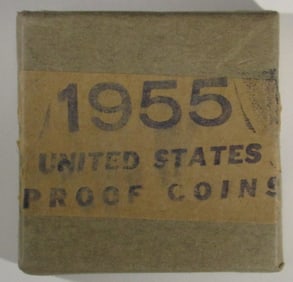 1955
UNITED STATES
PROOF COINS